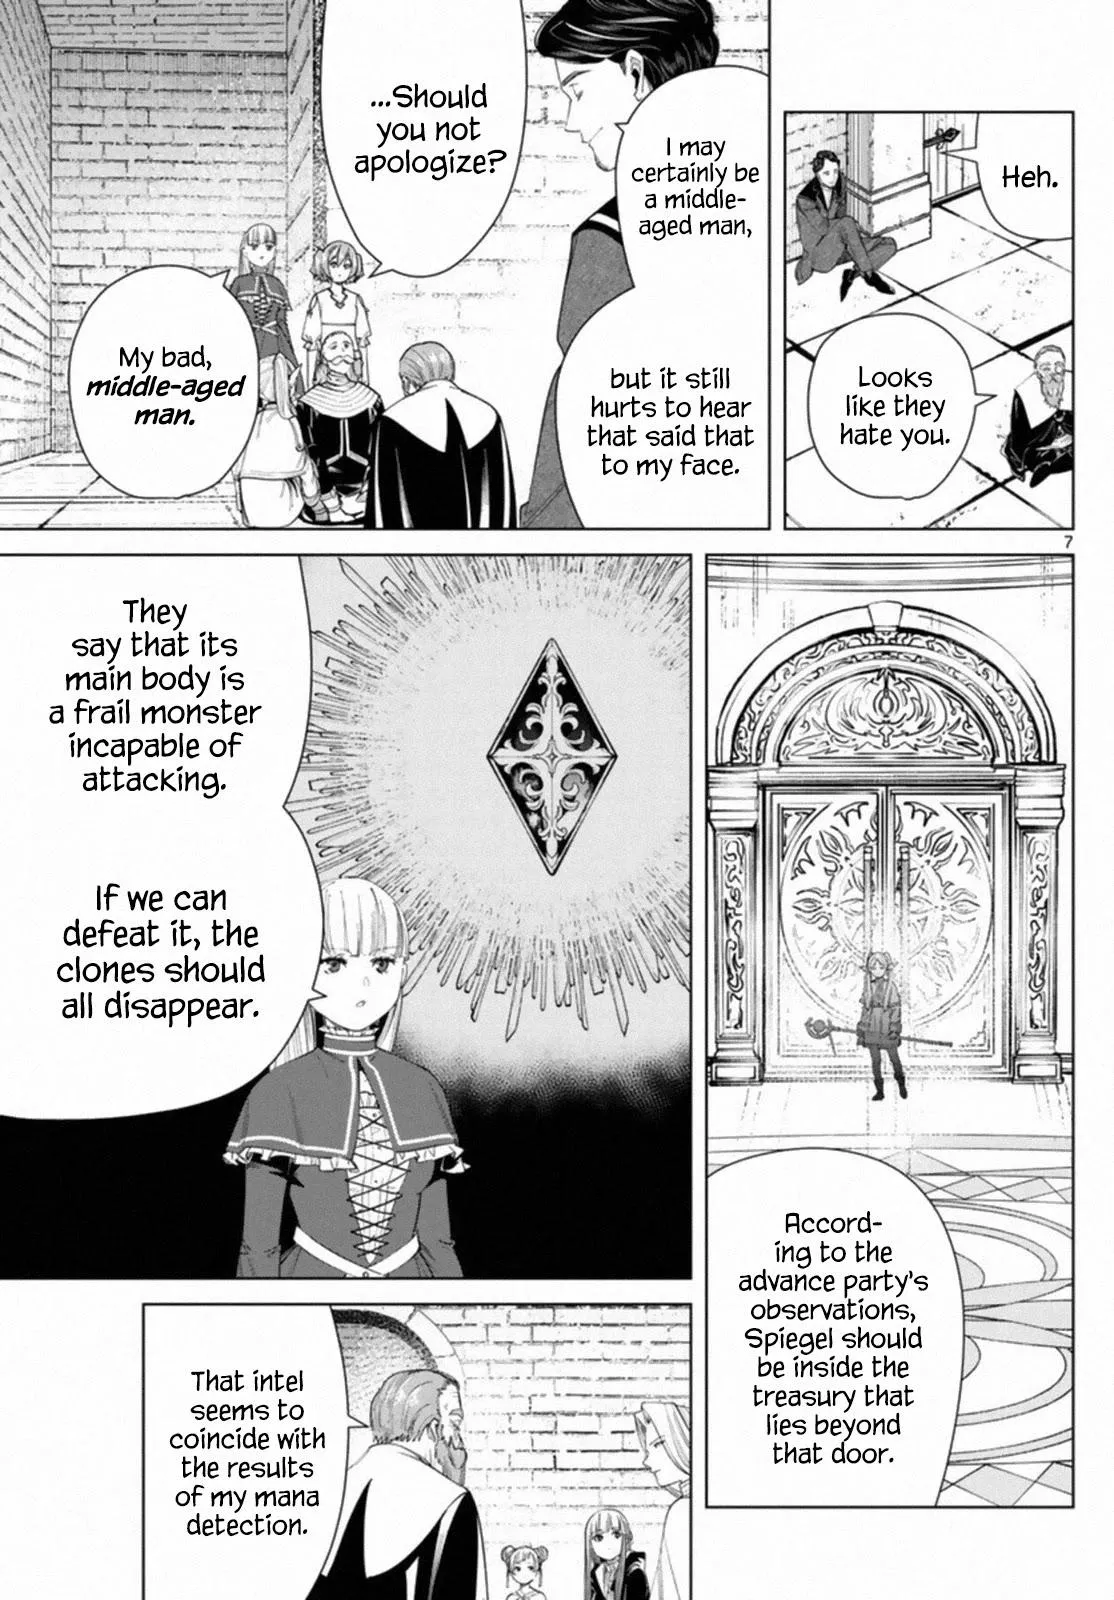 Heh.
Looks
like they
hate you.
I may
certainly be
a middle-
aged man,
but it still
hurts to hear
that said that
to my face.
...Should
you not
apologize?
My bad,
middle-aged
man.
7
Accord-
ing to the
advance party's
observations,
Spiegel should
be inside the
treasury that
lies beyond
that door.
They
say that its
main body is
a frail monster
incapable of
attacking.
If we can
defeat it, the
clones should
all disappear.
That intel
seems to
coincide with
the results
of my mana
detection.